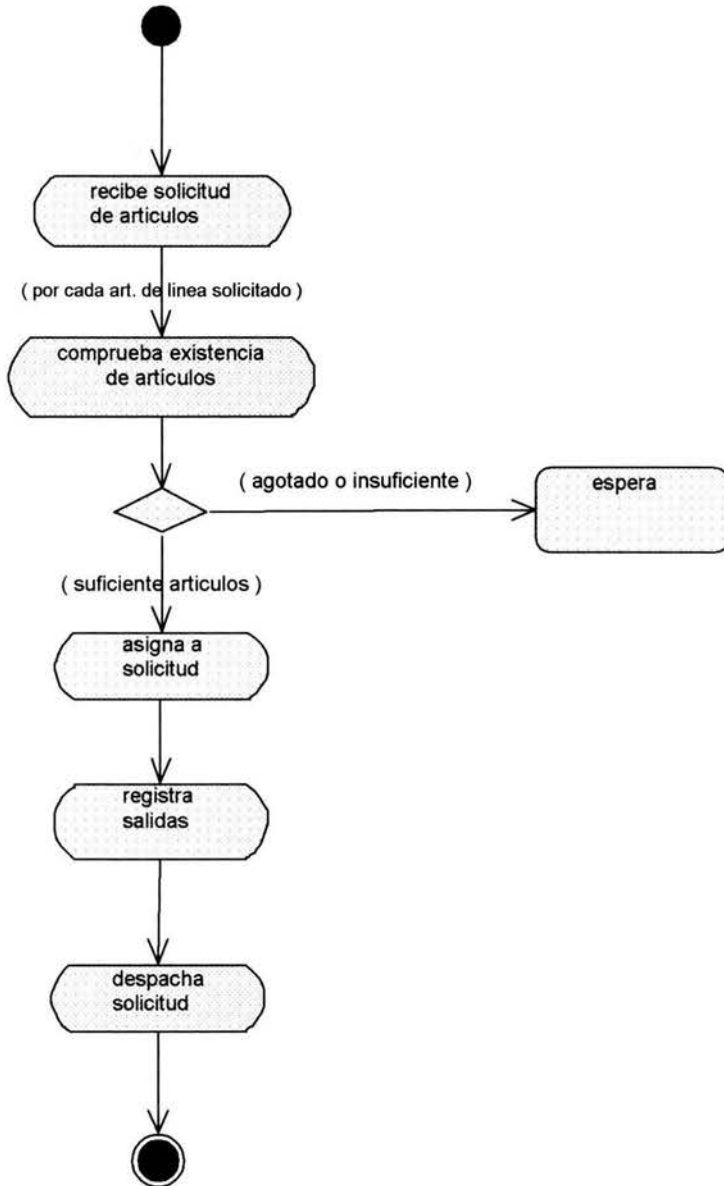 recibe solicitud
de articulos
( por cada art. de linea solicitado )
comprueba existencia
de artículos
( agotado o insuficiente )
espera
( suficiente articulos )
asigna a
solicitud
registra
salidas
despacha
solicitud